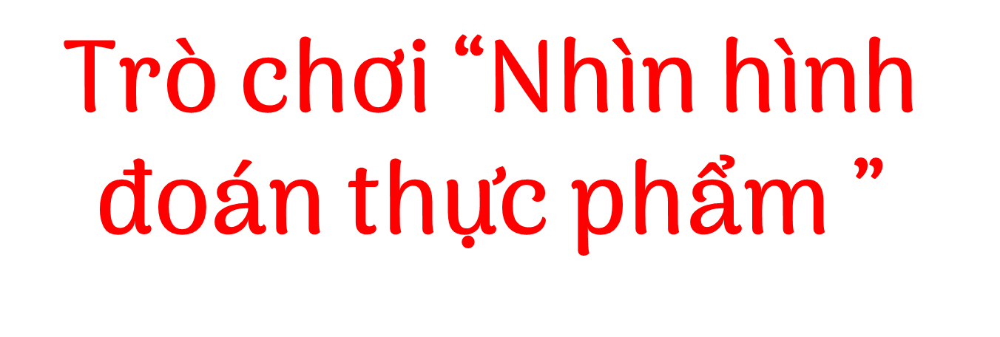 Trò chơi “Nhìn hình
đoán thực phẩm ”